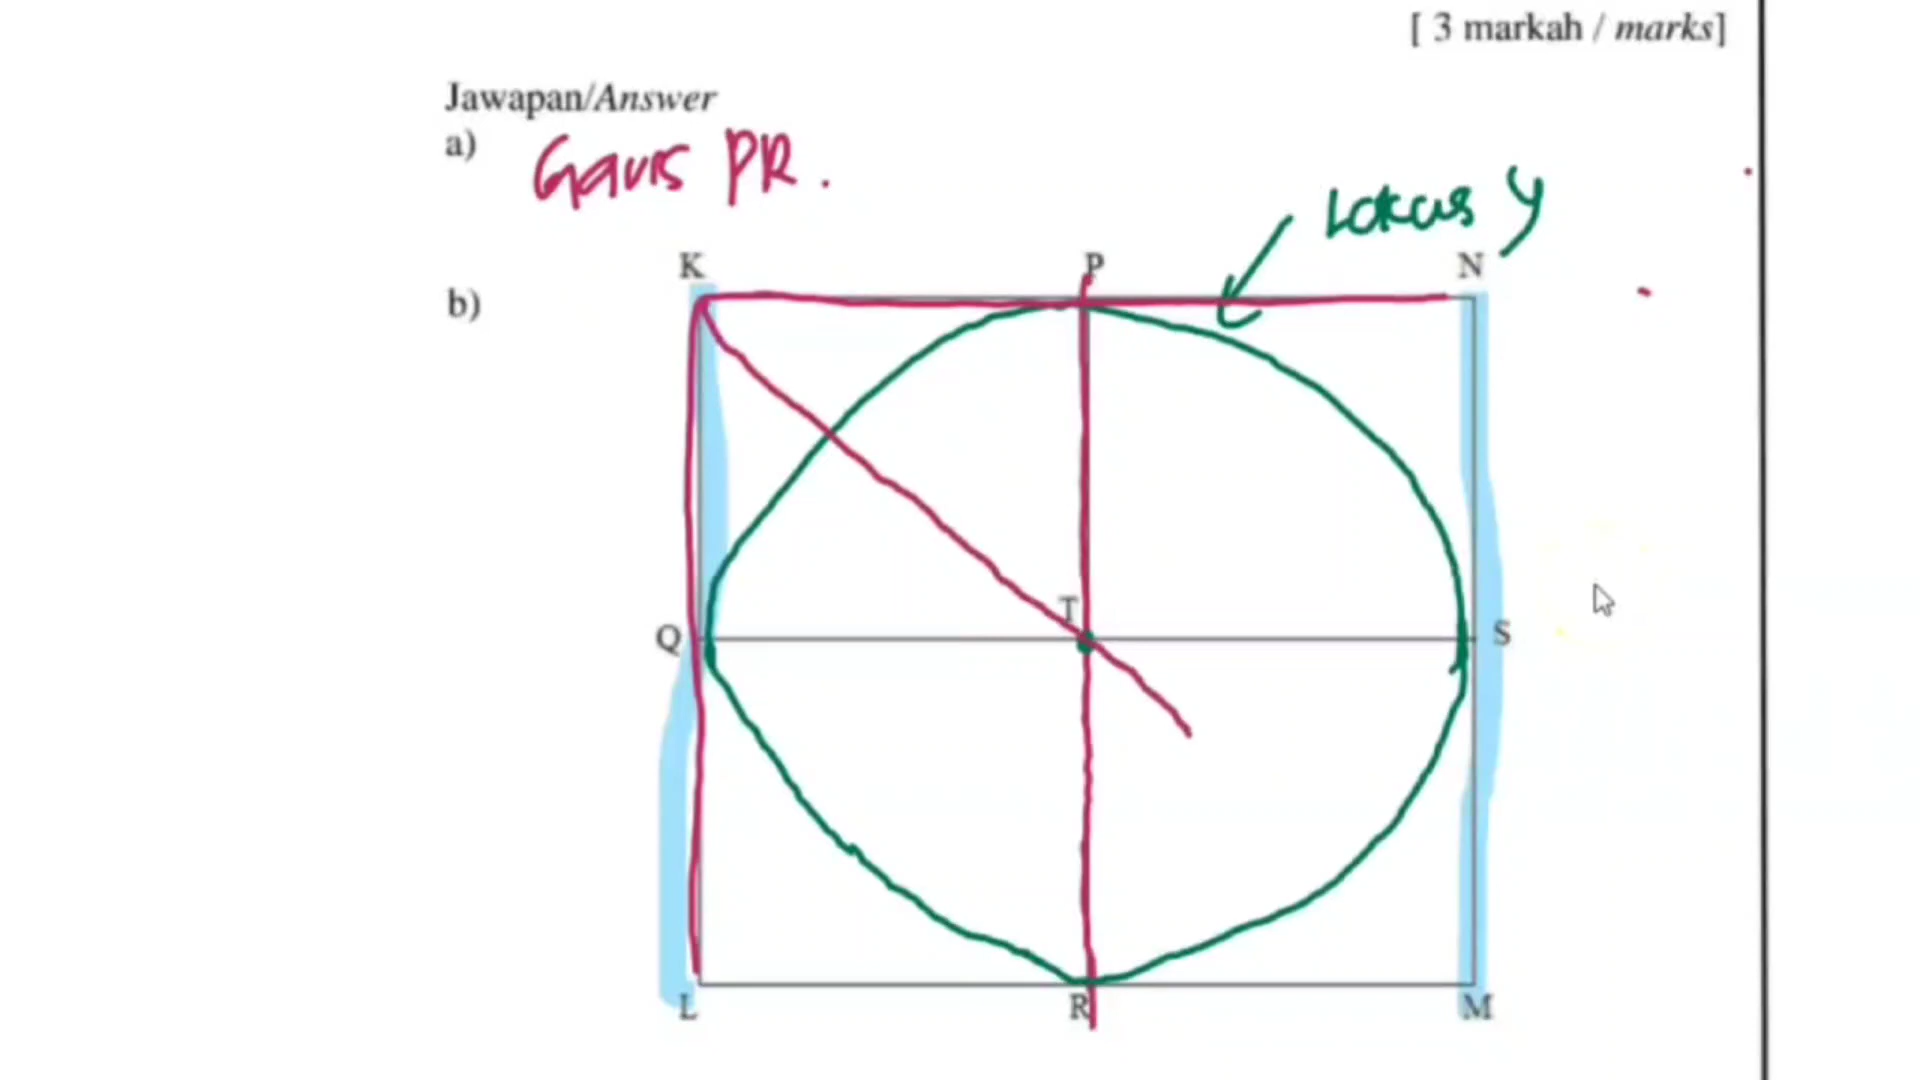 [ 3 markah / marks]
Jawapan/Answer
a) Garis PR.
Lokus y
b)
K P N
Q T S
L R M